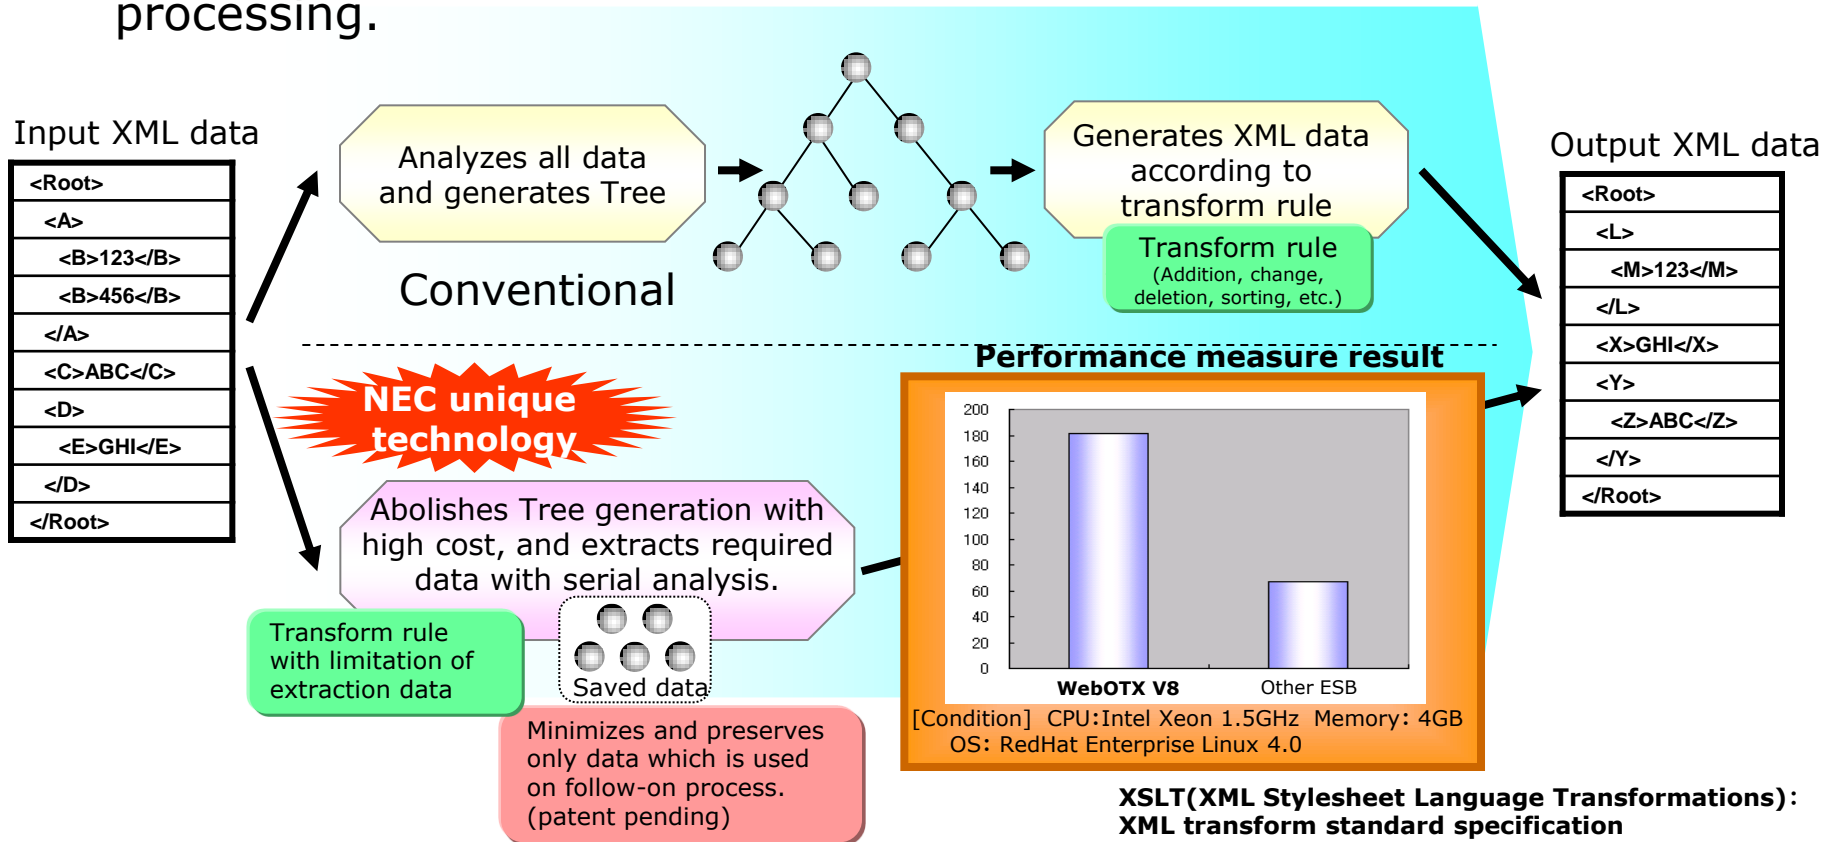 processing.
Input XML data
<Root>
<A>
<B>123</B>
<B>456</B>
</A>
<C>ABC</C>
<D>
<E>GHI</E>
</D>
</Root>
Analyzes all data
and generates Tree
Generates XML data
according to
transform rule
Transform rule
(Addition, change,
deletion, sorting, etc.)
Conventional
Output XML data
<Root>
<L>
<M>123</M>
</L>
<X>GHI</X>
<Y>
<Z>ABC</Z>
</Y>
</Root>
NEC unique
technology
Abolishes Tree generation with
high cost, and extracts required
data with serial analysis.
Transform rule
with limitation of
extraction data
Saved data
Minimizes and preserves
only data which is used
on follow-on process.
(patent pending)
Performance measure result
200
180
160
140
120
100
80
60
40
20
0
WebOTX V8
Other ESB
[Condition] CPU:Intel Xeon 1.5GHz Memory: 4GB
OS: RedHat Enterprise Linux 4.0
XSLT(XML Stylesheet Language Transformations):
XML transform standard specification